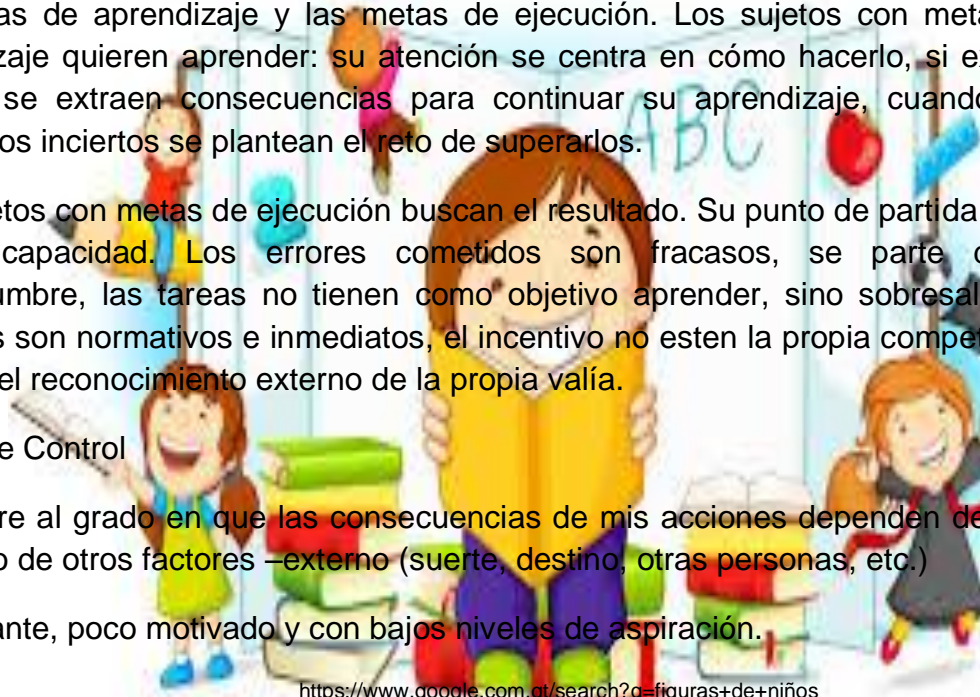 as de aprendizaje y las metas de ejecución. Los sujetos con meta
zaje quieren aprender: su atención se centra en cómo hacerlo, si e
se extraen consecuencias para continuar su aprendizaje, cuando
os inciertos se plantean el reto de superarlos.
ABC
etos con metas de ejecución buscan el resultado. Su punto de partida
2
capacidad. Los errores cometidos son fracasos, se parte
umbre, las tareas no tienen como objetivo aprender, sino sobresal
s son normativos e inmediatos, el incentivo no esten la propia compe
el reconocimiento externo de la propia valía.
e Control
re al grado en que las consecuencias de mis acciones dependen de
o de otros factores –externo (suerte, destino, otras personas, etc.)
ante, poco motivado y con bajos niveles de aspiración.
https://www.google.com.gt/search?q=figuras+de+niños